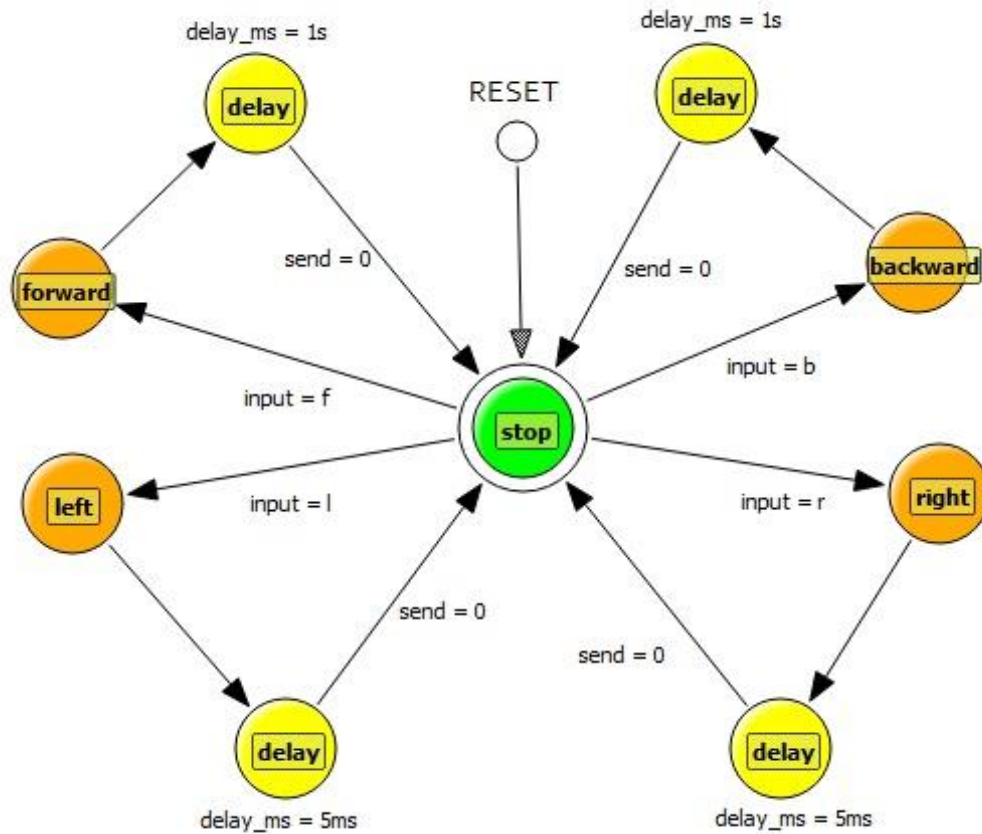 delay_ms = 1s
delay_ms = 1s
delay
RESET
delay
send = 0
send = 0
forward
backward
input = f
input = b
stop
left
input = l
input = r
right
send = 0
send = 0
delay
delay
delay_ms = 5ms
delay_ms = 5ms